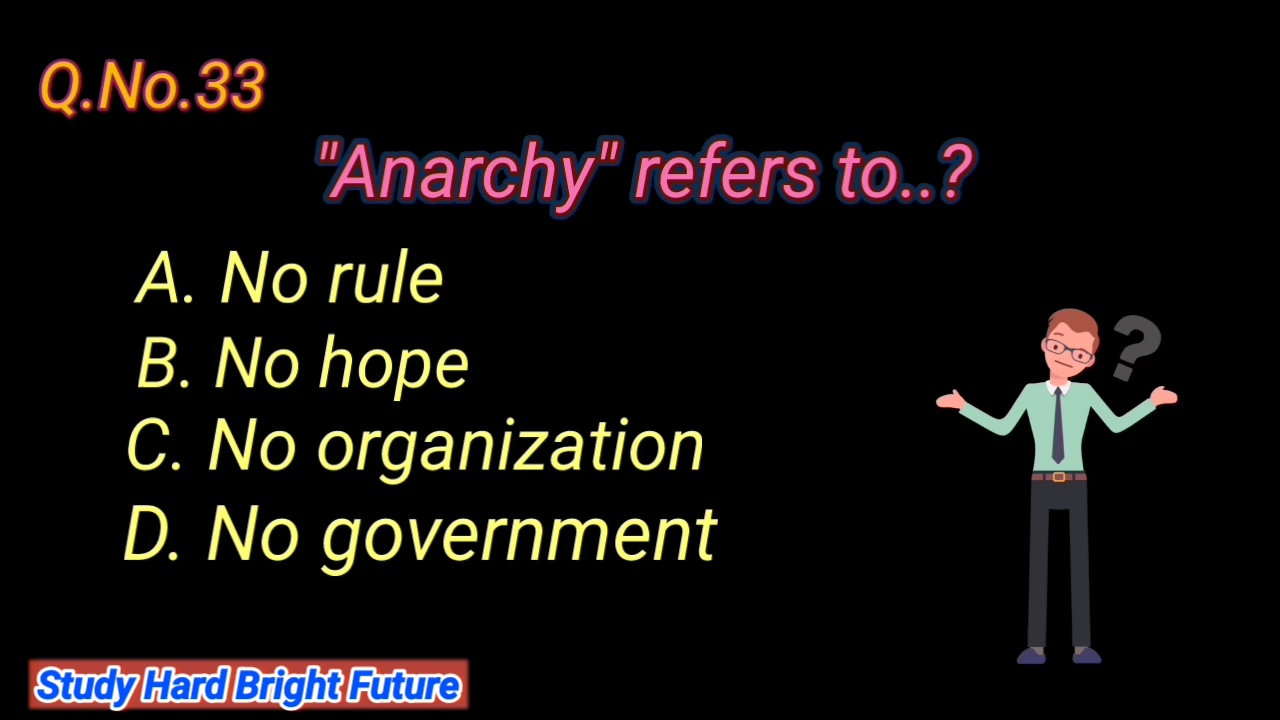 Q.No.33
"Anarchy" refers to..?
A. No rule
B. No hope
C. No organization
D. No government
?
Study Hard Bright Future